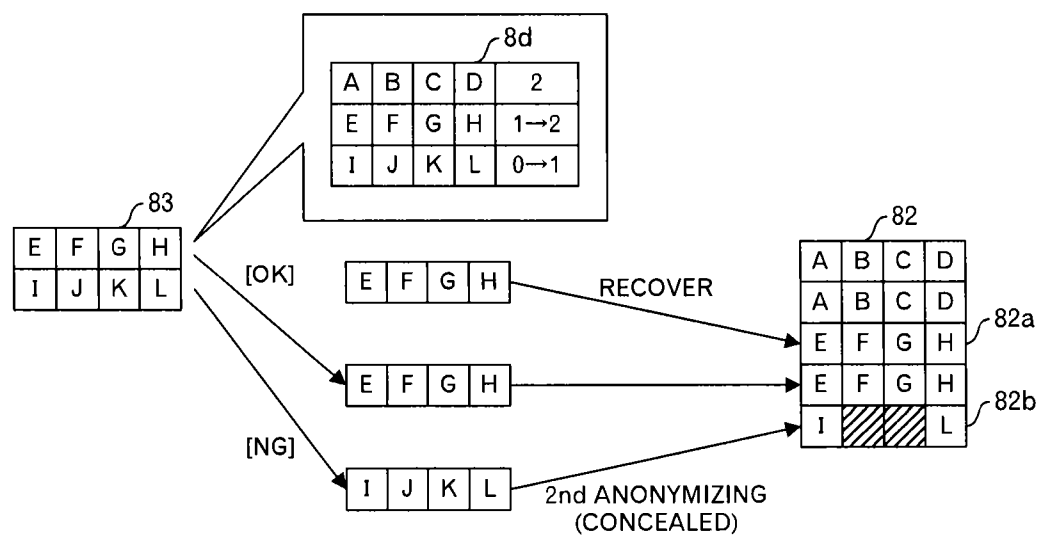 8d
A B C D 2
E F G H 1→2
I J K L 0→1
83
E F G H
I J K L
[OK]
E F G H
RECOVER
E F G H
[NG]
I J K L
2nd ANONYMIZING
(CONCEALED)
82
A B C D
A B C D
E F G H
82a
E F G H
I L
82b